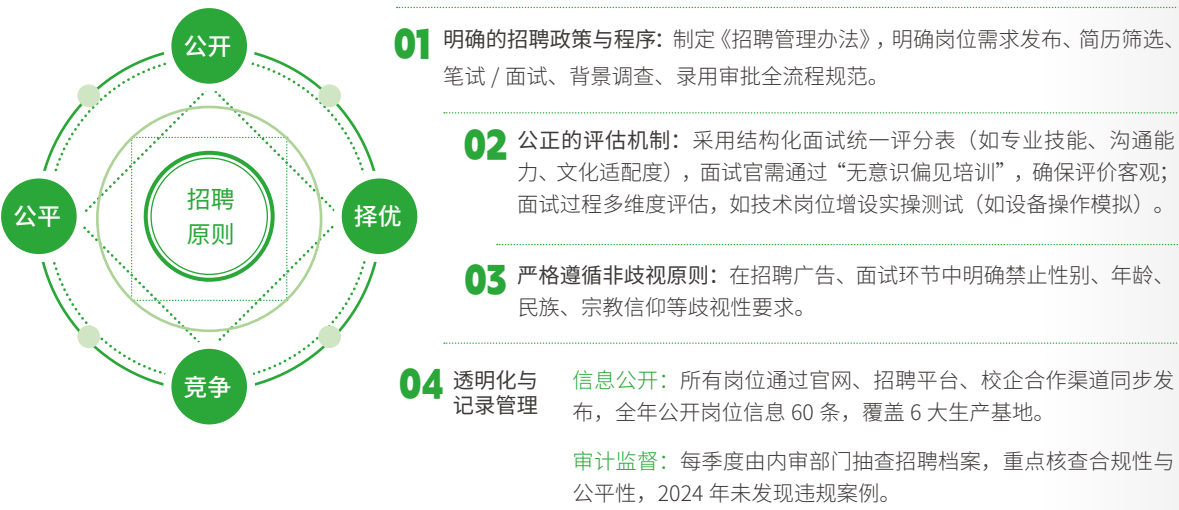 公开
公平
招聘
原则
择优
竞争
01 明确的招聘政策与程序：制定《招聘管理办法》，明确岗位需求发布、简历筛选、
笔试 / 面试、背景调查、录用审批全流程规范。
02 公正的评估机制：采用结构化面试统一评分表（如专业技能、沟通能
力、文化适配度），面试官需通过“无意识偏见培训”，确保评价客观；
面试过程多维度评估，如技术岗位增设实操测试（如设备操作模拟）。
03 严格遵循非歧视原则：在招聘广告、面试环节中明确禁止性别、年龄、
民族、宗教信仰等歧视性要求。
04 透明化与
记录管理
信息公开：所有岗位通过官网、招聘平台、校企合作渠道同步发
布，全年公开岗位信息 60 条，覆盖 6 大生产基地。
审计监督：每季度由内审部门抽查招聘档案，重点核查合规性与
公平性，2024 年未发现违规案例。